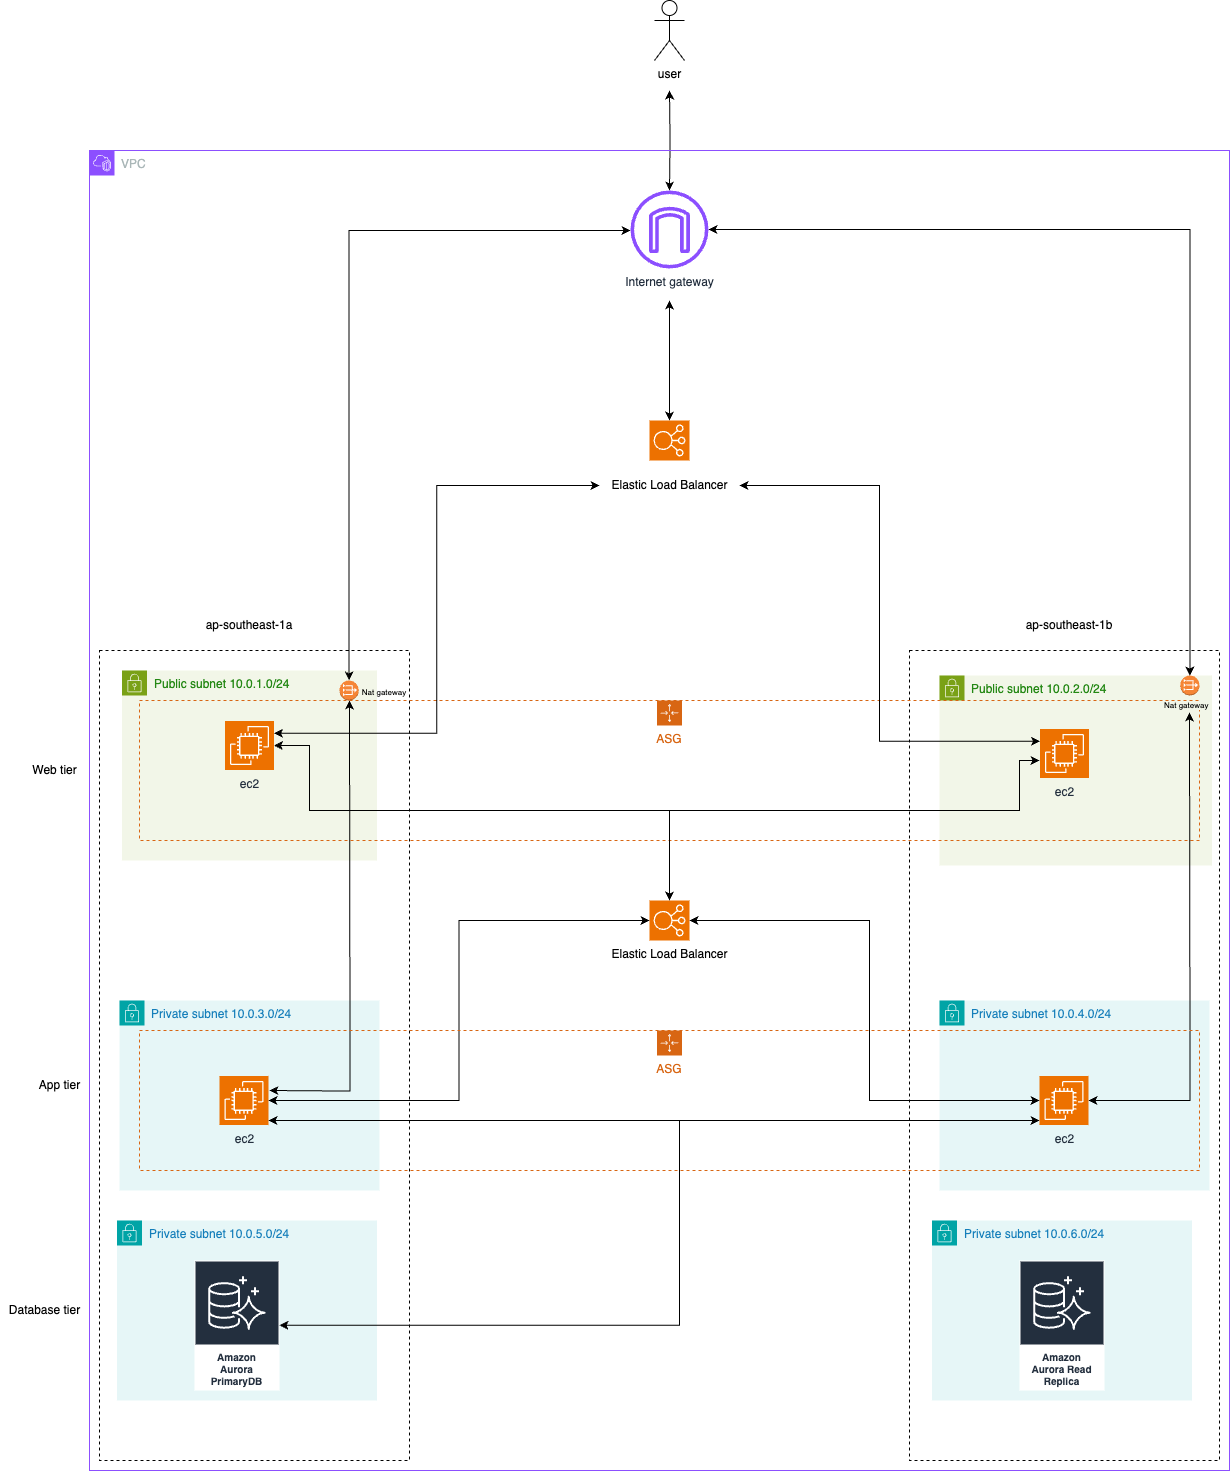 user
VPC
Internet gateway
Elastic Load Balancer
ap-southeast-1a
ap-southeast-1b
Public subnet 10.0.1.0/24
Nat gateway
Public subnet 10.0.2.0/24
Nat gateway
ASG
Web tier
ec2
ec2
Elastic Load Balancer
Private subnet 10.0.3.0/24
Private subnet 10.0.4.0/24
ASG
App tier
ec2
ec2
Private subnet 10.0.5.0/24
Private subnet 10.0.6.0/24
Database tier
Amazon
Aurora
PrimaryDB
Amazon
Aurora Read
Replica